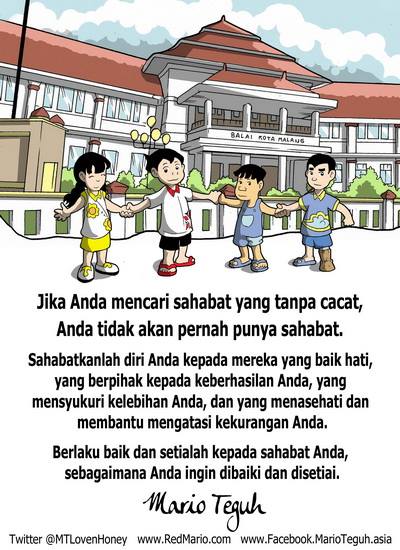 BALAI KOTA MALANG
Jika Anda mencari sahabat yang tanpa cacat,
Anda tidak akan pernah punya sahabat.
Sahabatkanlah diri Anda kepada mereka yang baik hati,
yang berpihak kepada keberhasilan Anda, yang
mensyukuri kelebihan Anda, dan yang menasehati dan
membantu mengatasi kekurangan Anda.
Berlaku baik dan setialah kepada sahabat Anda,
sebagaimana Anda ingin dibaiki dan disetiai.
Mario Teguh
Twitter @MTLovenHoney www.RedMario.com www.Facebook.MarioTeguh.asia